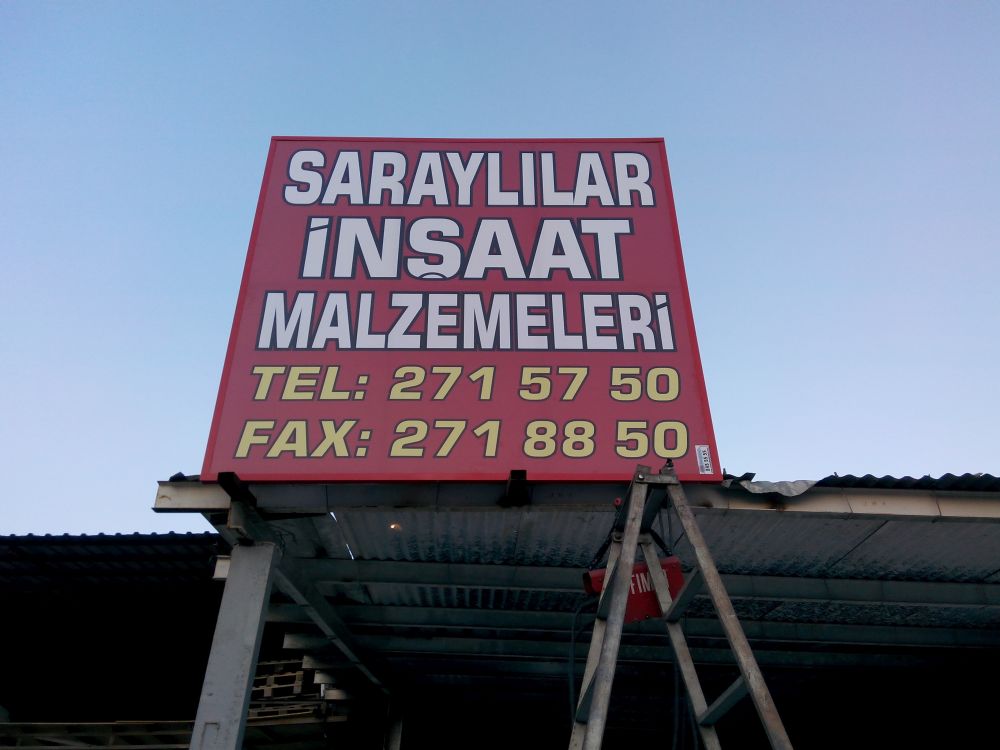 SARAYLILAR
İNŞAAT
MALZEMELERİ
TEL: 271 57 50
FAX: 271 88 50